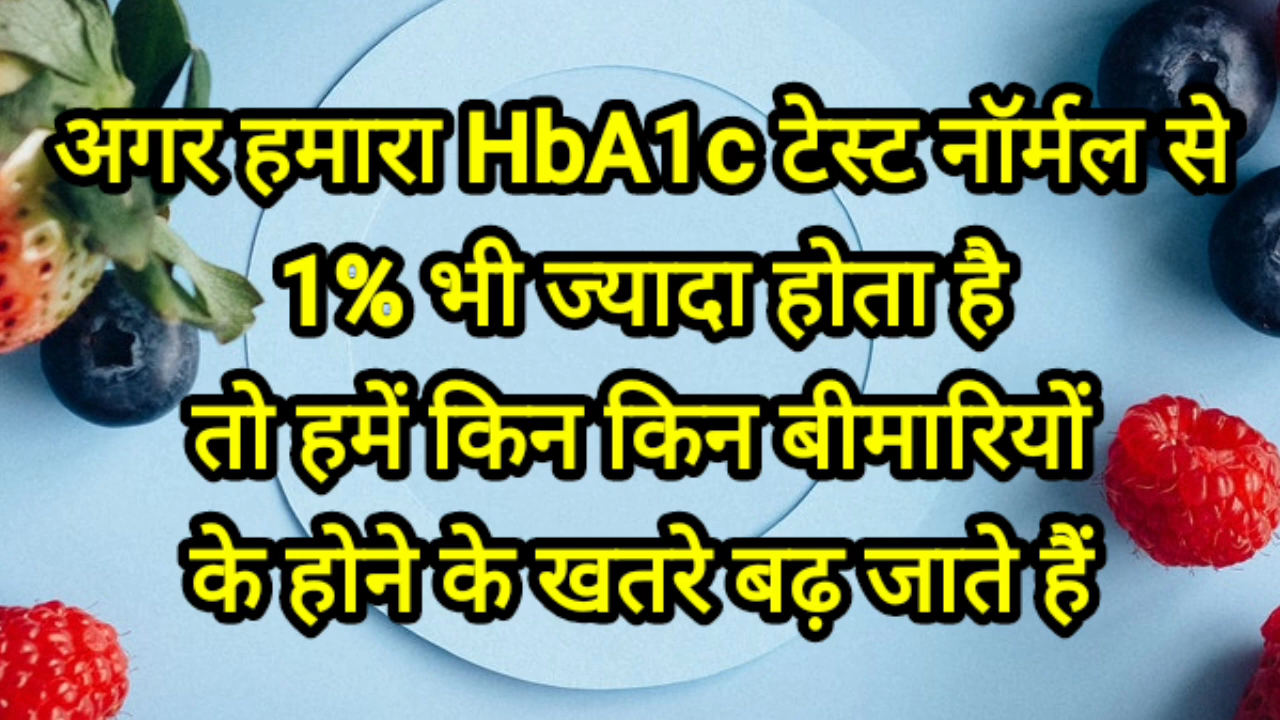 अगर हमारा HbA1c टेस्ट नॉर्मल से
1% भी ज्यादा होता है
तो हमें किन किन बीमारियों
के होने के खतरे बढ़ जाते हैं